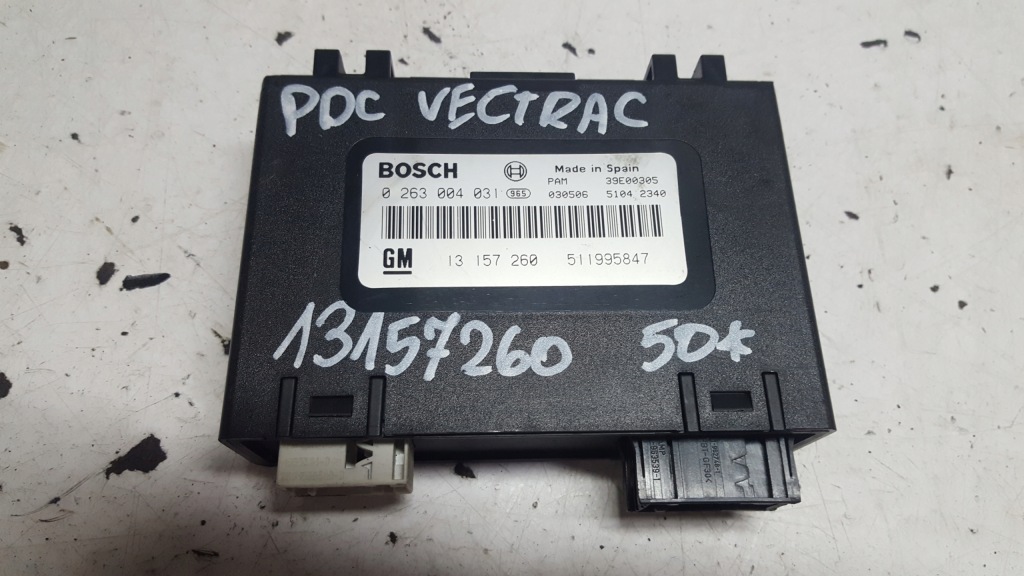 PDC VECTRAC
BOSCH Made in Spain
PAM 39E00305
0 263 004 031 965 030506 5104 2340
GM 13 157 260 511995847
13157260 50*